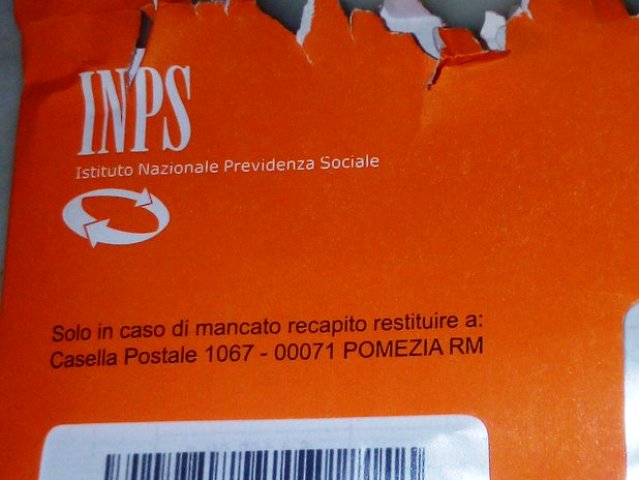 INPS
Istituto Nazionale Previdenza Sociale
Solo in caso di mancato recapito restituire a:
Casella Postale 1067 - 00071 POMEZIA RM